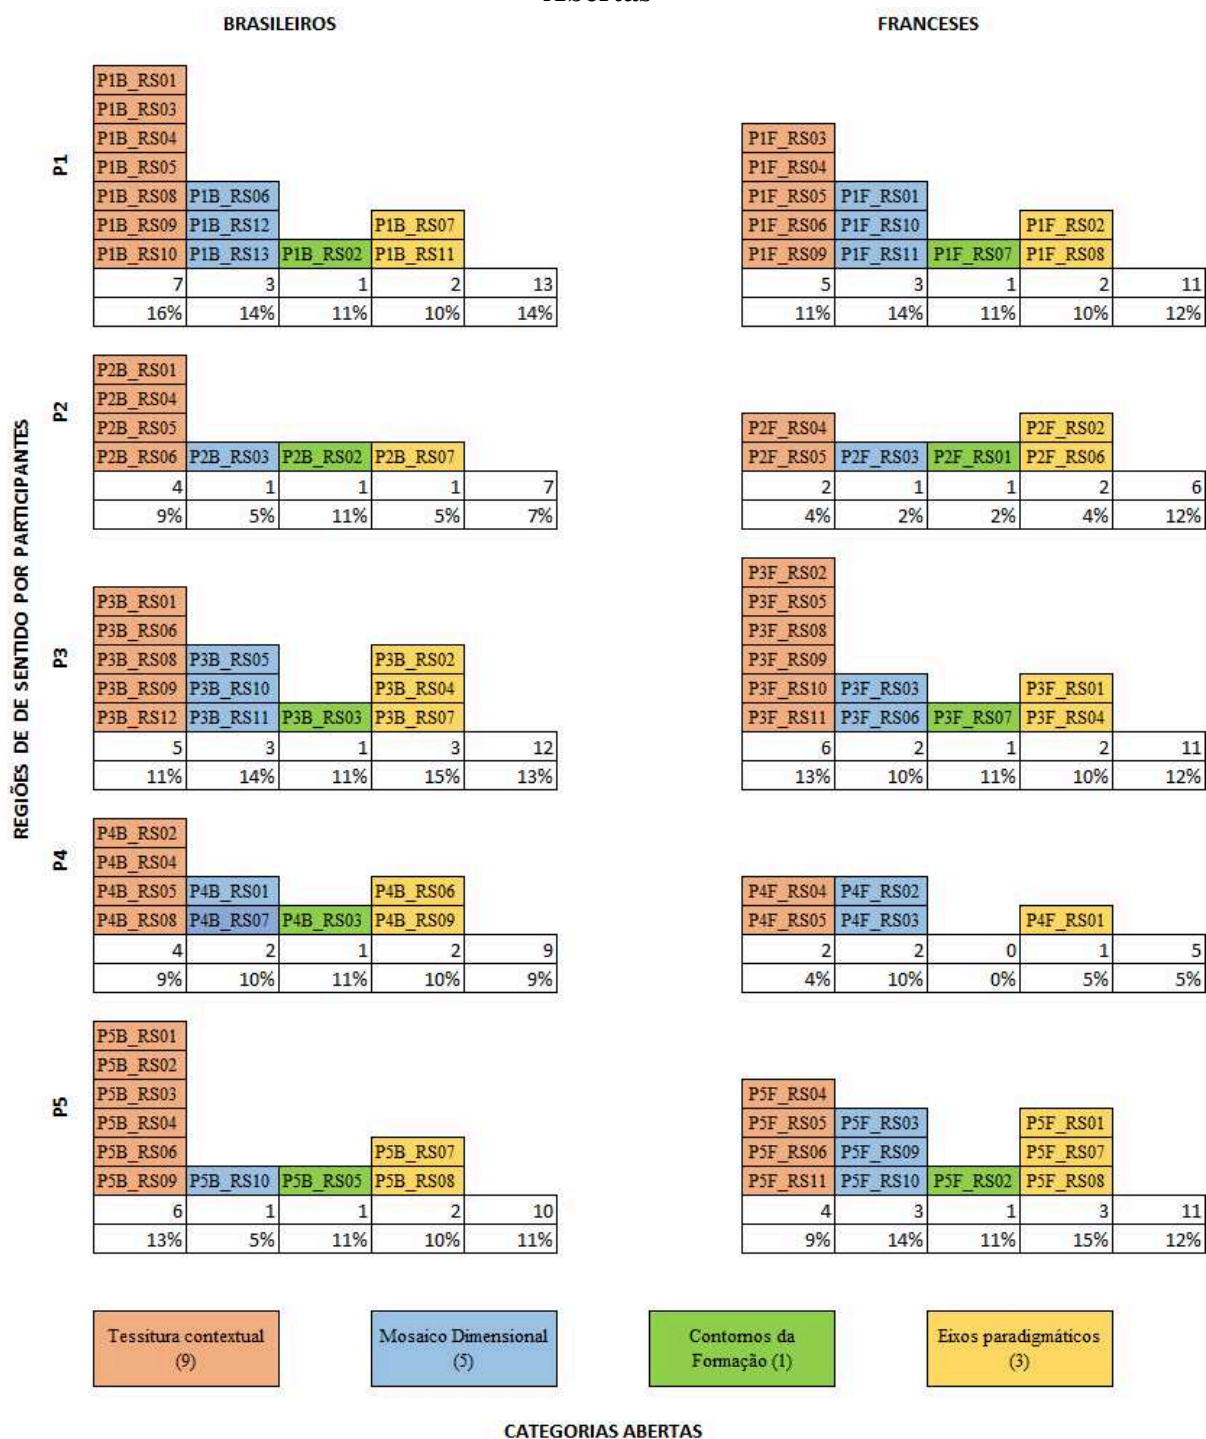 BRASILEIROS FRANCESES
REGIÕES DE DE SENTIDO POR PARTICIPANTES
P1
P1B_RS01
P1B_RS03
P1B_RS04 P1F_RS03
P1B_RS05 P1F_RS04
P1B_RS08 P1B_RS06 P1F_RS05 P1F_RS01
P1B_RS09 P1B_RS12 P1B_RS07 P1F_RS06 P1F_RS10 P1F_RS02
P1B_RS10 P1B_RS13 P1B_RS02 P1B_RS11 P1F_RS09 P1F_RS11 P1F_RS07 P1F_RS08
7 3 1 2 13 5 3 1 2 11
16% 14% 11% 10% 14% 11% 14% 11% 10% 12%
P2
P2B_RS01
P2B_RS04
P2B_RS05 P2F_RS04 P2F_RS02
P2B_RS06 P2B_RS03 P2B_RS02 P2B_RS07 P2F_RS05 P2F_RS03 P2F_RS01 P2F_RS06
4 1 1 1 7 2 1 1 2 6
9% 5% 11% 5% 7% 4% 2% 2% 4% 12%
P3
P3F_RS02
P3B_RS01 P3F_RS05
P3B_RS06 P3F_RS08
P3B_RS08 P3B_RS05 P3B_RS02 P3F_RS09
P3B_RS09 P3B_RS10 P3B_RS04 P3F_RS10 P3F_RS03 P3F_RS01
P3B_RS12 P3B_RS11 P3B_RS03 P3B_RS07 P3F_RS11 P3F_RS06 P3F_RS07 P3F_RS04
5 3 1 3 12 6 2 1 2 11
11% 14% 11% 15% 13% 13% 10% 11% 10% 12%
P4
P4B_RS02
P4B_RS04
P4B_RS05 P4B_RS01 P4B_RS06 P4F_RS04 P4F_RS02
P4B_RS08 P4B_RS07 P4B_RS03 P4B_RS09 P4F_RS05 P4F_RS03 P4F_RS01
4 2 1 2 9 2 2 0 1 5
9% 10% 11% 10% 9% 4% 10% 0% 5% 5%
P5
P5B_RS01
P5B_RS02
P5B_RS03 P5F_RS04
P5B_RS04 P5F_RS05 P5F_RS03 P5F_RS01
P5B_RS06 P5B_RS07 P5F_RS06 P5F_RS09 P5F_RS07
P5B_RS09 P5B_RS10 P5B_RS05 P5B_RS08 P5F_RS11 P5F_RS10 P5F_RS02 P5F_RS08
6 1 1 2 10 4 3 1 3 11
13% 5% 11% 10% 11% 9% 14% 11% 15% 12%
Tessitura contextual Mosaico Dimensional Contornos da Eixos paradigmáticos
(9) (5) Formação (1) (3)
CATEGORIAS ABERTAS